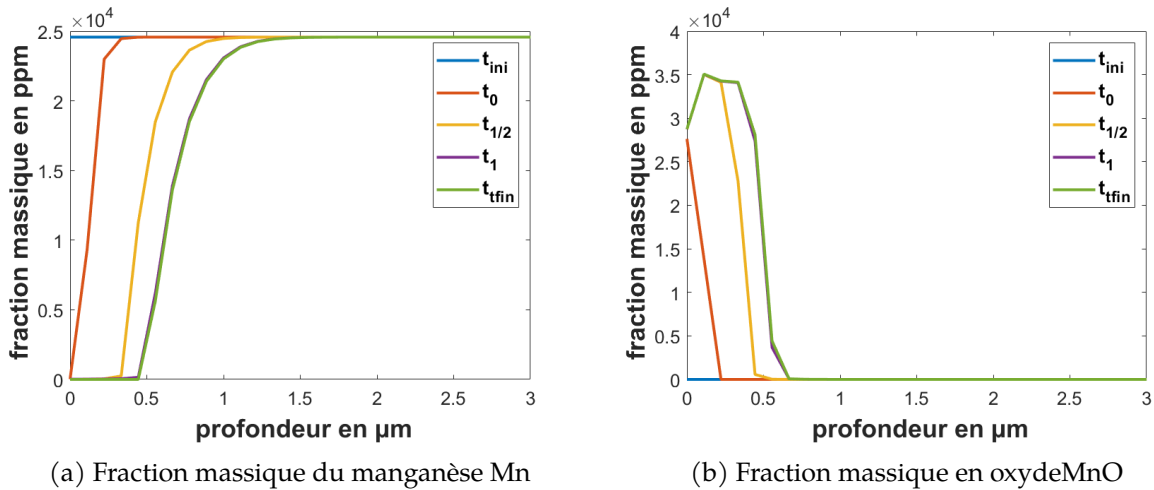 ×10⁴
2.5
2
1.5
1
0.5
0
0 0.5 1 1.5 2 2.5 3
fraction massique en ppm
profondeur en µm
t_ini
t_0
t_1/2
t_1
t_tfin
(a) Fraction massique du manganèse Mn
×10⁴
4
3.5
3
2.5
2
1.5
1
0.5
0
0 0.5 1 1.5 2 2.5 3
fraction massique en ppm
profondeur en µm
t_ini
t_0
t_1/2
t_1
t_tfin
(b) Fraction massique en oxydeMnO